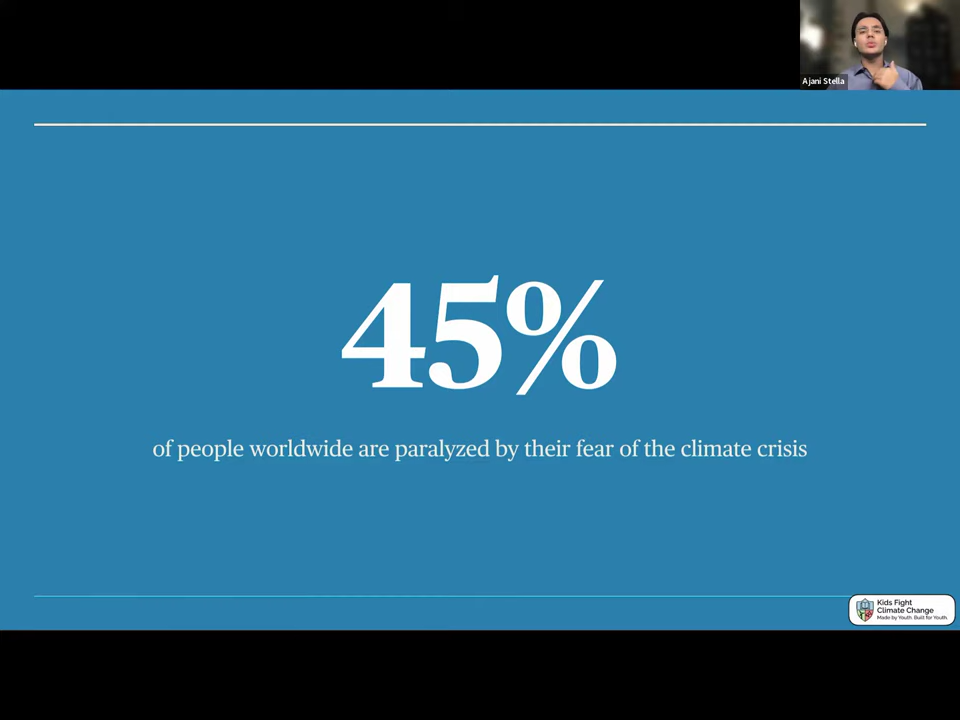 Ajani Stella
45%
of people worldwide are paralyzed by their fear of the climate crisis
Kids Fight
Climate Change
Made by Youth. Built for Youth.